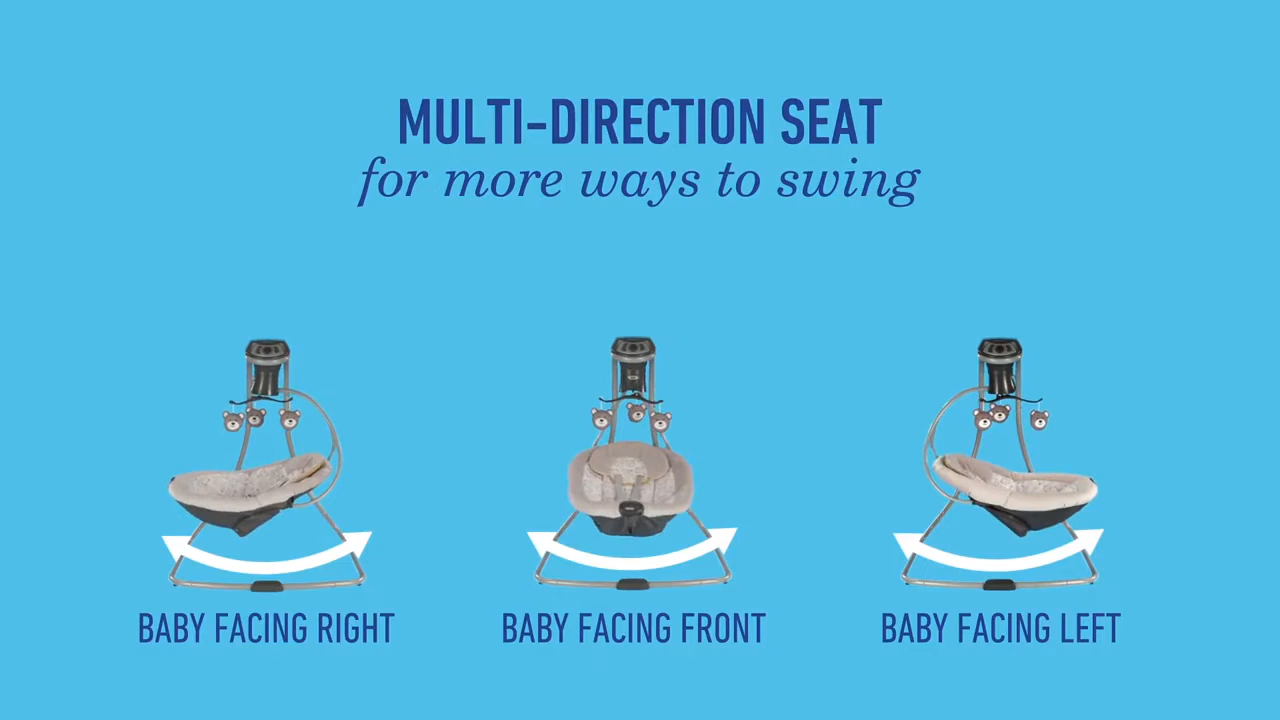 MULTI-DIRECTION SEAT
for more ways to swing
BABY FACING RIGHT
BABY FACING FRONT
BABY FACING LEFT